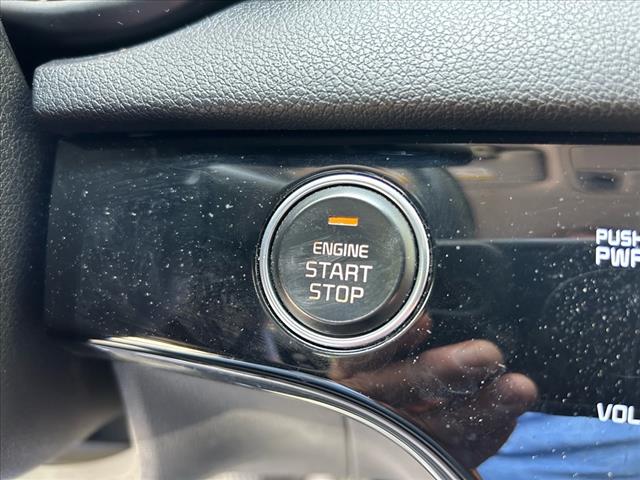 ENGINE
START
STOP
PUSH
PWR
VOL